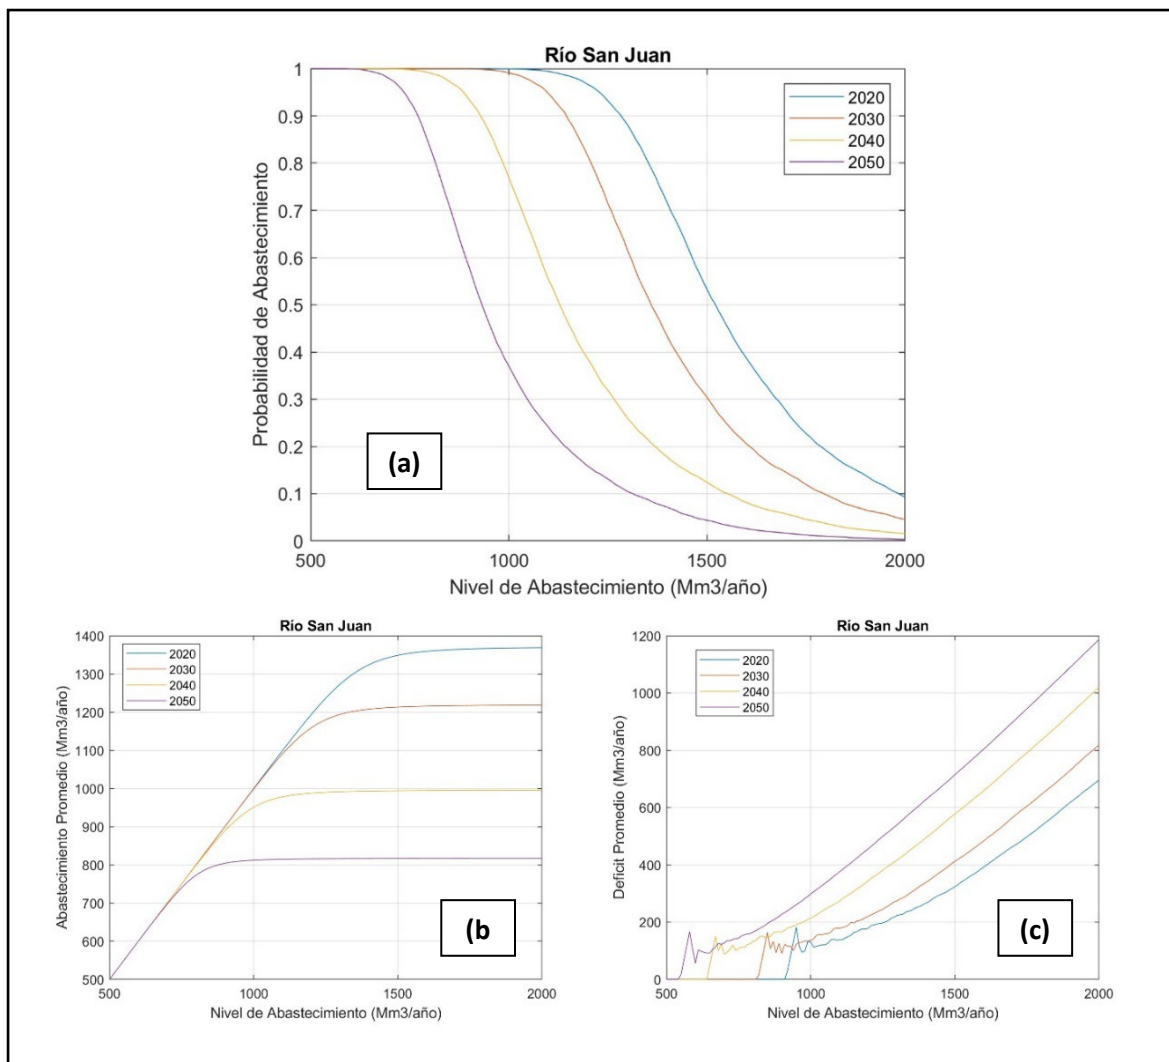 Río San Juan
Probabilidad de Abastecimiento
1
0.9
0.8
0.7
0.6
0.5
0.4
0.3
0.2
0.1
0
2020
2030
2040
2050
(a)
500 1000 1500 2000
Nivel de Abastecimiento (Mm3/año)
Río San Juan
Abastecimiento Promedio (Mm3/año)
1400
1300
1200
1100
1000
900
800
700
600
500
2020
2030
2040
2050
(b
500 1000 1500 2000
Nivel de Abastecimiento (Mm3/año)
Río San Juan
Deficit Promedio (Mm3/año)
1200
1000
800
600
400
200
0
2020
2030
2040
2050
(c)
500 1000 1500 2000
Nivel de Abastecimiento (Mm3/año)